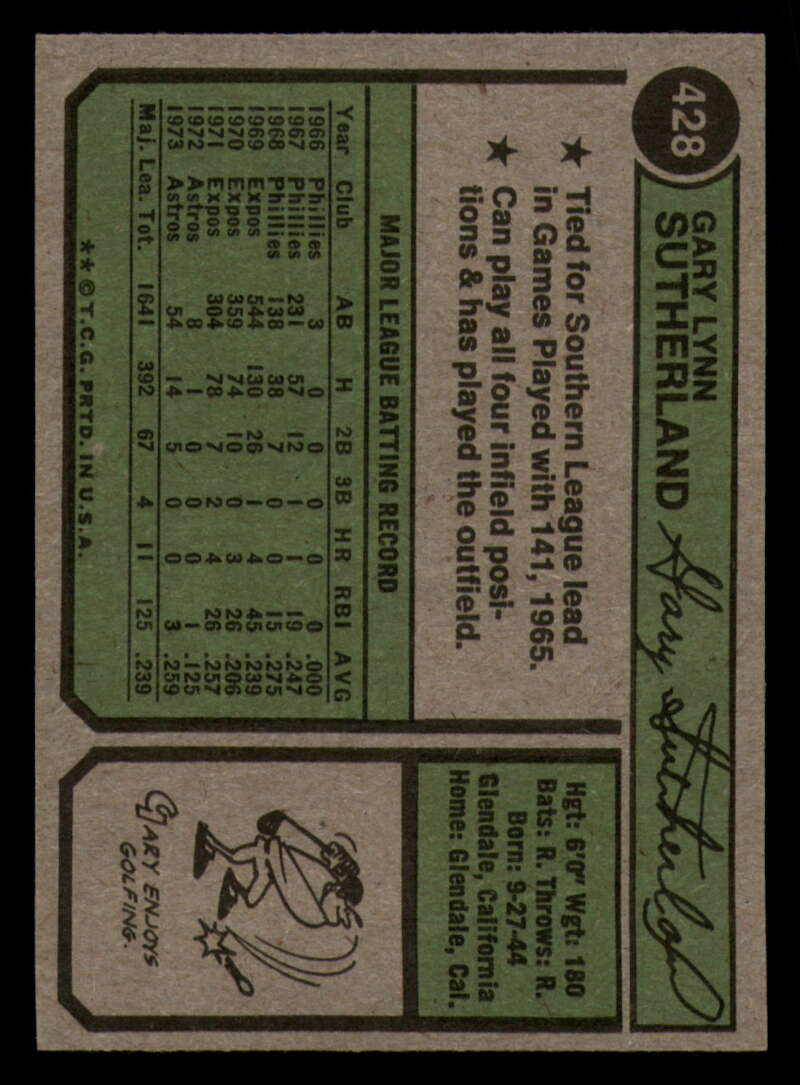 428
GARY LYNN
SUTHERLAND
Gary Sutherland
★ Tied for Southern League lead
in Games Played with 141, 1965.
★ Can play all four infield posi-
tions & has played the outfield.
MAJOR LEAGUE BATTING RECORD
Year Club AB H 2B 3B HR RBI AVG
1966 Phillies 3 0 0 0 0 0 .000
1967 Phillies 231 57 12 1 1 19 .247
1968 Phillies 138 38 7 0 0 15 .275
1969 Expos 544 130 26 1 4 45 .239
1970 Expos 359 74 10 0 3 26 .206
1971 Expos 304 78 7 2 4 26 .257
1972 Astros 8 1 0 0 0 1 .125
1973 Astros 54 14 5 0 0 3 .259
Maj. Lea. Tot. 1641 392 67 4 11 125 .239
**©T.C.G. PRTD. IN U.S.A.
Hgt: 6'0" Wgt: 180
Bats: R. Throws: R.
Born: 9-27-44
Glendale, California
Home: Glendale, Cal.
GARY ENJOYS
GOLFING.